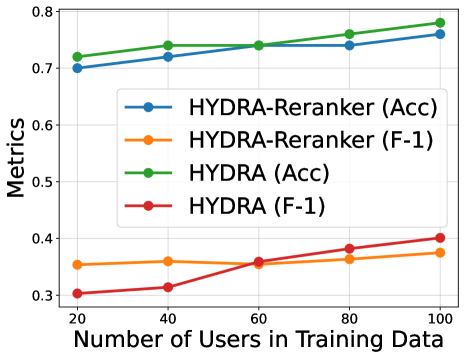 0.8
0.7
0.6
0.5
0.4
0.3
Metrics
HYDRA-Reranker (Acc)
HYDRA-Reranker (F-1)
HYDRA (Acc)
HYDRA (F-1)
20 40 60 80 100
Number of Users in Training Data